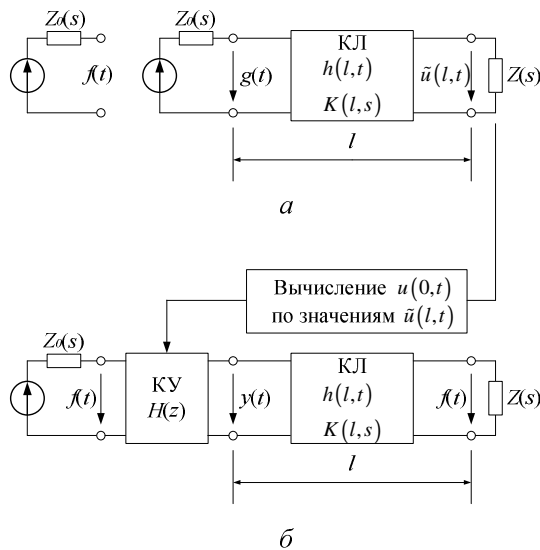 Z₀(s)
f(t)
Z₀(s)
g(t)
КЛ
h(l,t)
K(l,s)
ũ(l,t)
Z(s)
l
а
Вычисление u(0,t)
по значениям ũ(l,t)
Z₀(s)
f(t)
КУ
H(z)
y(t)
КЛ
h(l,t)
K(l,s)
f(t)
Z(s)
l
б